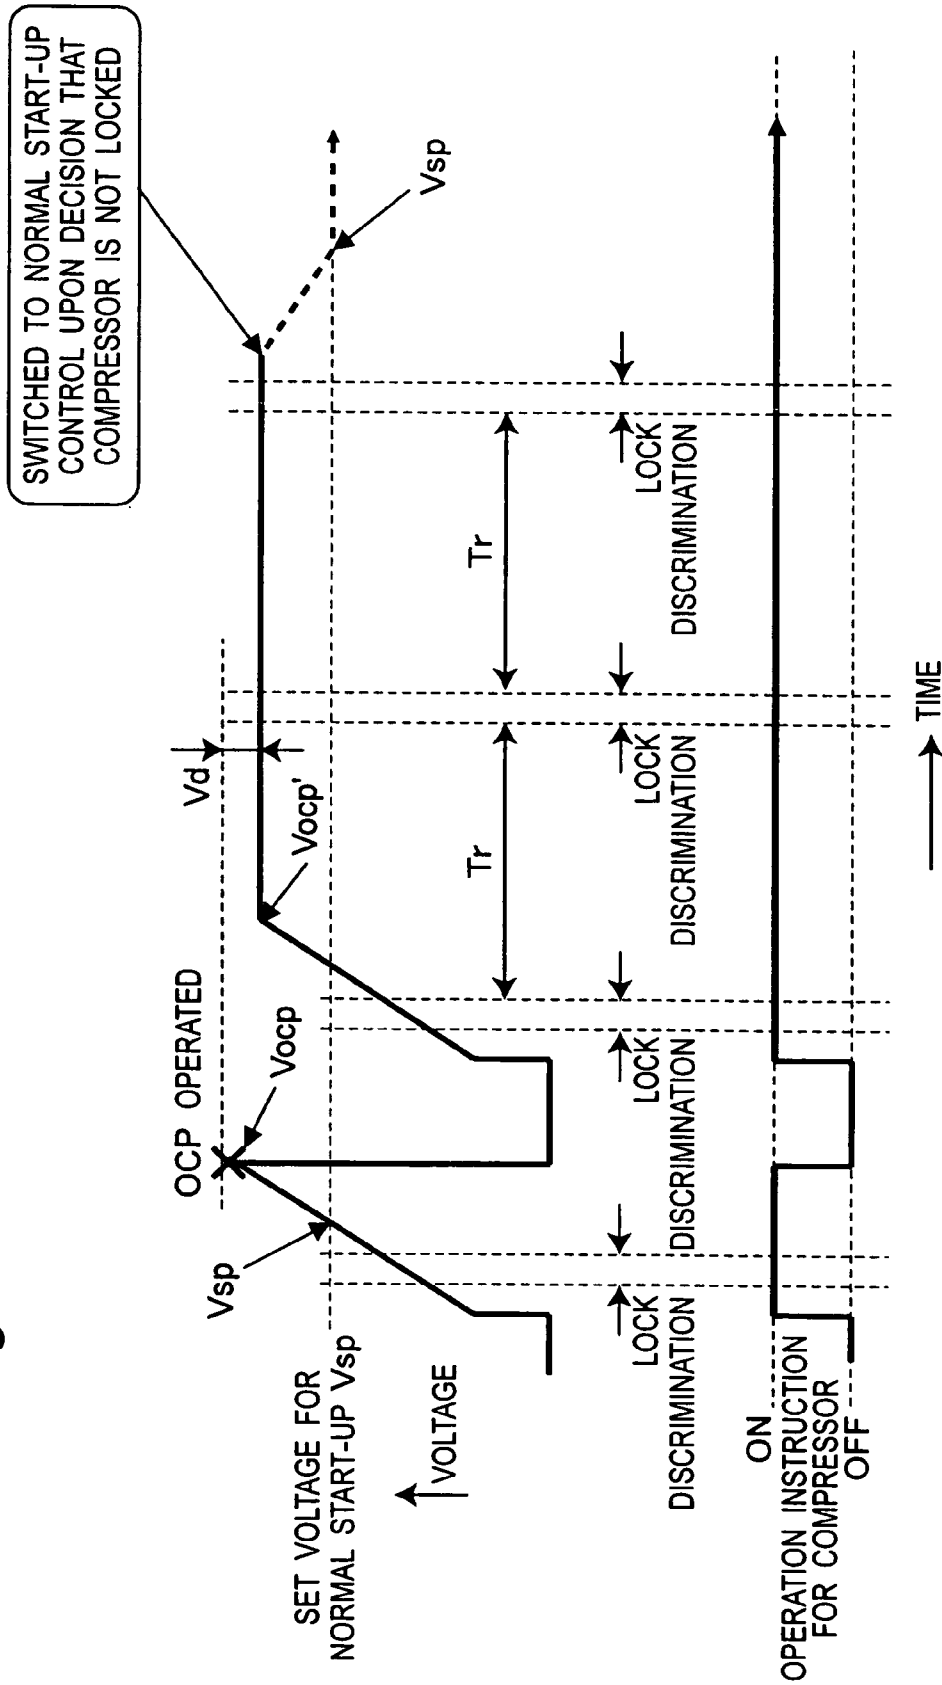 SWITCHED TO NORMAL START-UP
CONTROL UPON DECISION THAT
COMPRESSOR IS NOT LOCKED
OCP OPERATED
Vd
Vsp
Vocp
Vocp'
Vsp
SET VOLTAGE FOR
NORMAL START-UP Vsp
VOLTAGE
Tr
Tr
LOCK
DISCRIMINATION
LOCK
DISCRIMINATION
LOCK
DISCRIMINATION
LOCK
DISCRIMINATION
ON
OPERATION INSTRUCTION
FOR COMPRESSOR
OFF
TIME